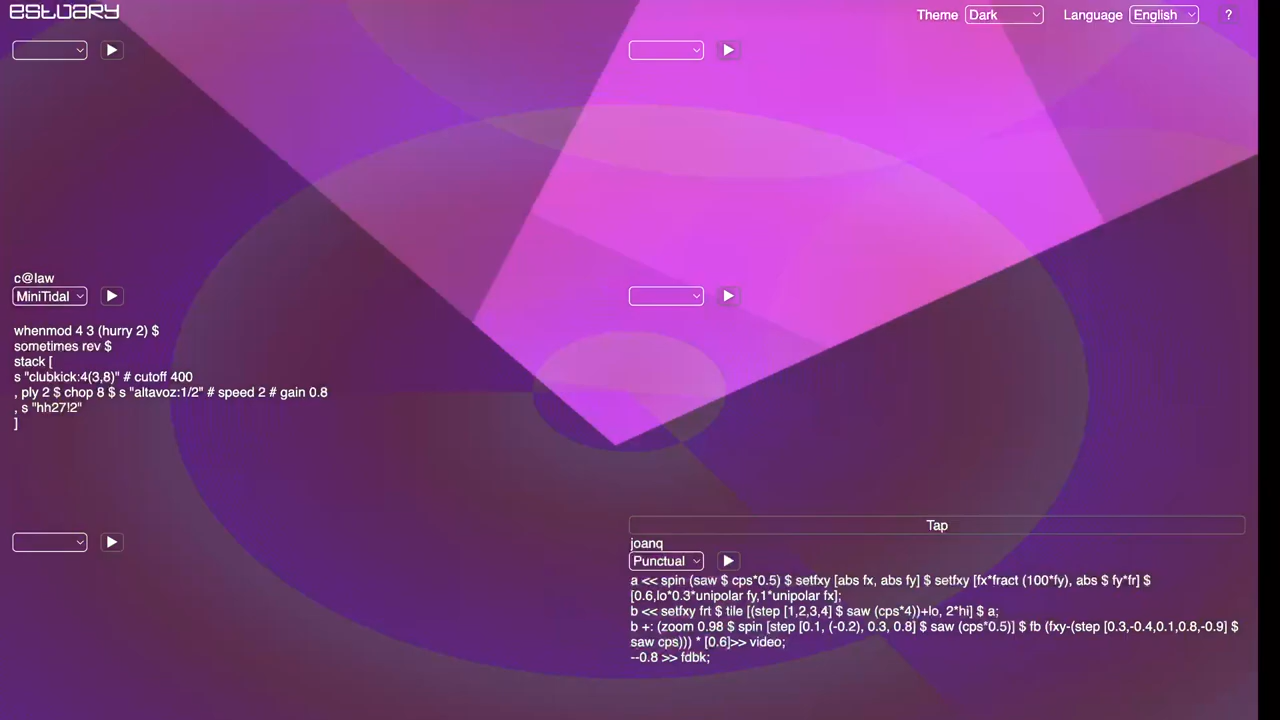 estuary
Theme Dark Language English ?
c@law
MiniTidal
whenmod 4 3 (hurry 2) $
sometimes rev $
stack [
s "clubkick:4(3,8)" # cutoff 400
, ply 2 $ chop 8 $ s "altavoz:1/2" # speed 2 # gain 0.8
, s "hh27!2"
]
Tap
joanq
Punctual
a << spin (saw $ cps*0.5) $ setfxy [abs fx, abs fy] $ setfxy [fx*fract (100*fy), abs $ fy*fr] $
[0.6,lo*0.3*unipolar fy,1*unipolar fx];
b << setfxy frt $ tile [(step [1,2,3,4] $ saw (cps*4))+lo, 2*hi] $ a;
b +: (zoom 0.98 $ spin [step [0.1, (-0.2), 0.3, 0.8] $ saw (cps*0.5)] $ fb (fxy-(step [0.3,-0.4,0.1,0.8,-0.9] $
saw cps))) * [0.6]>> video;
--0.8 >> fdbk;